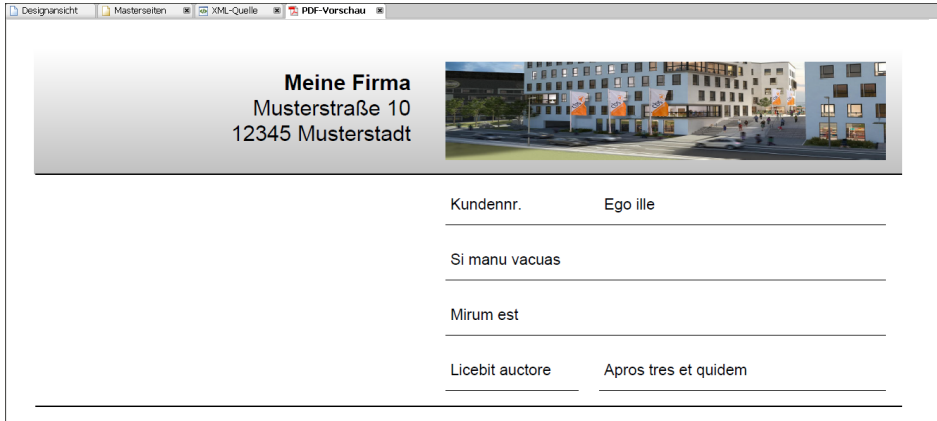 Designansicht Masterseiten XML-Quelle PDF-Vorschau
Meine Firma
Musterstraße 10
12345 Musterstadt
Kundennr. Ego ille
Si manu vacuas
Mirum est
Licebit auctore Apros tres et quidem